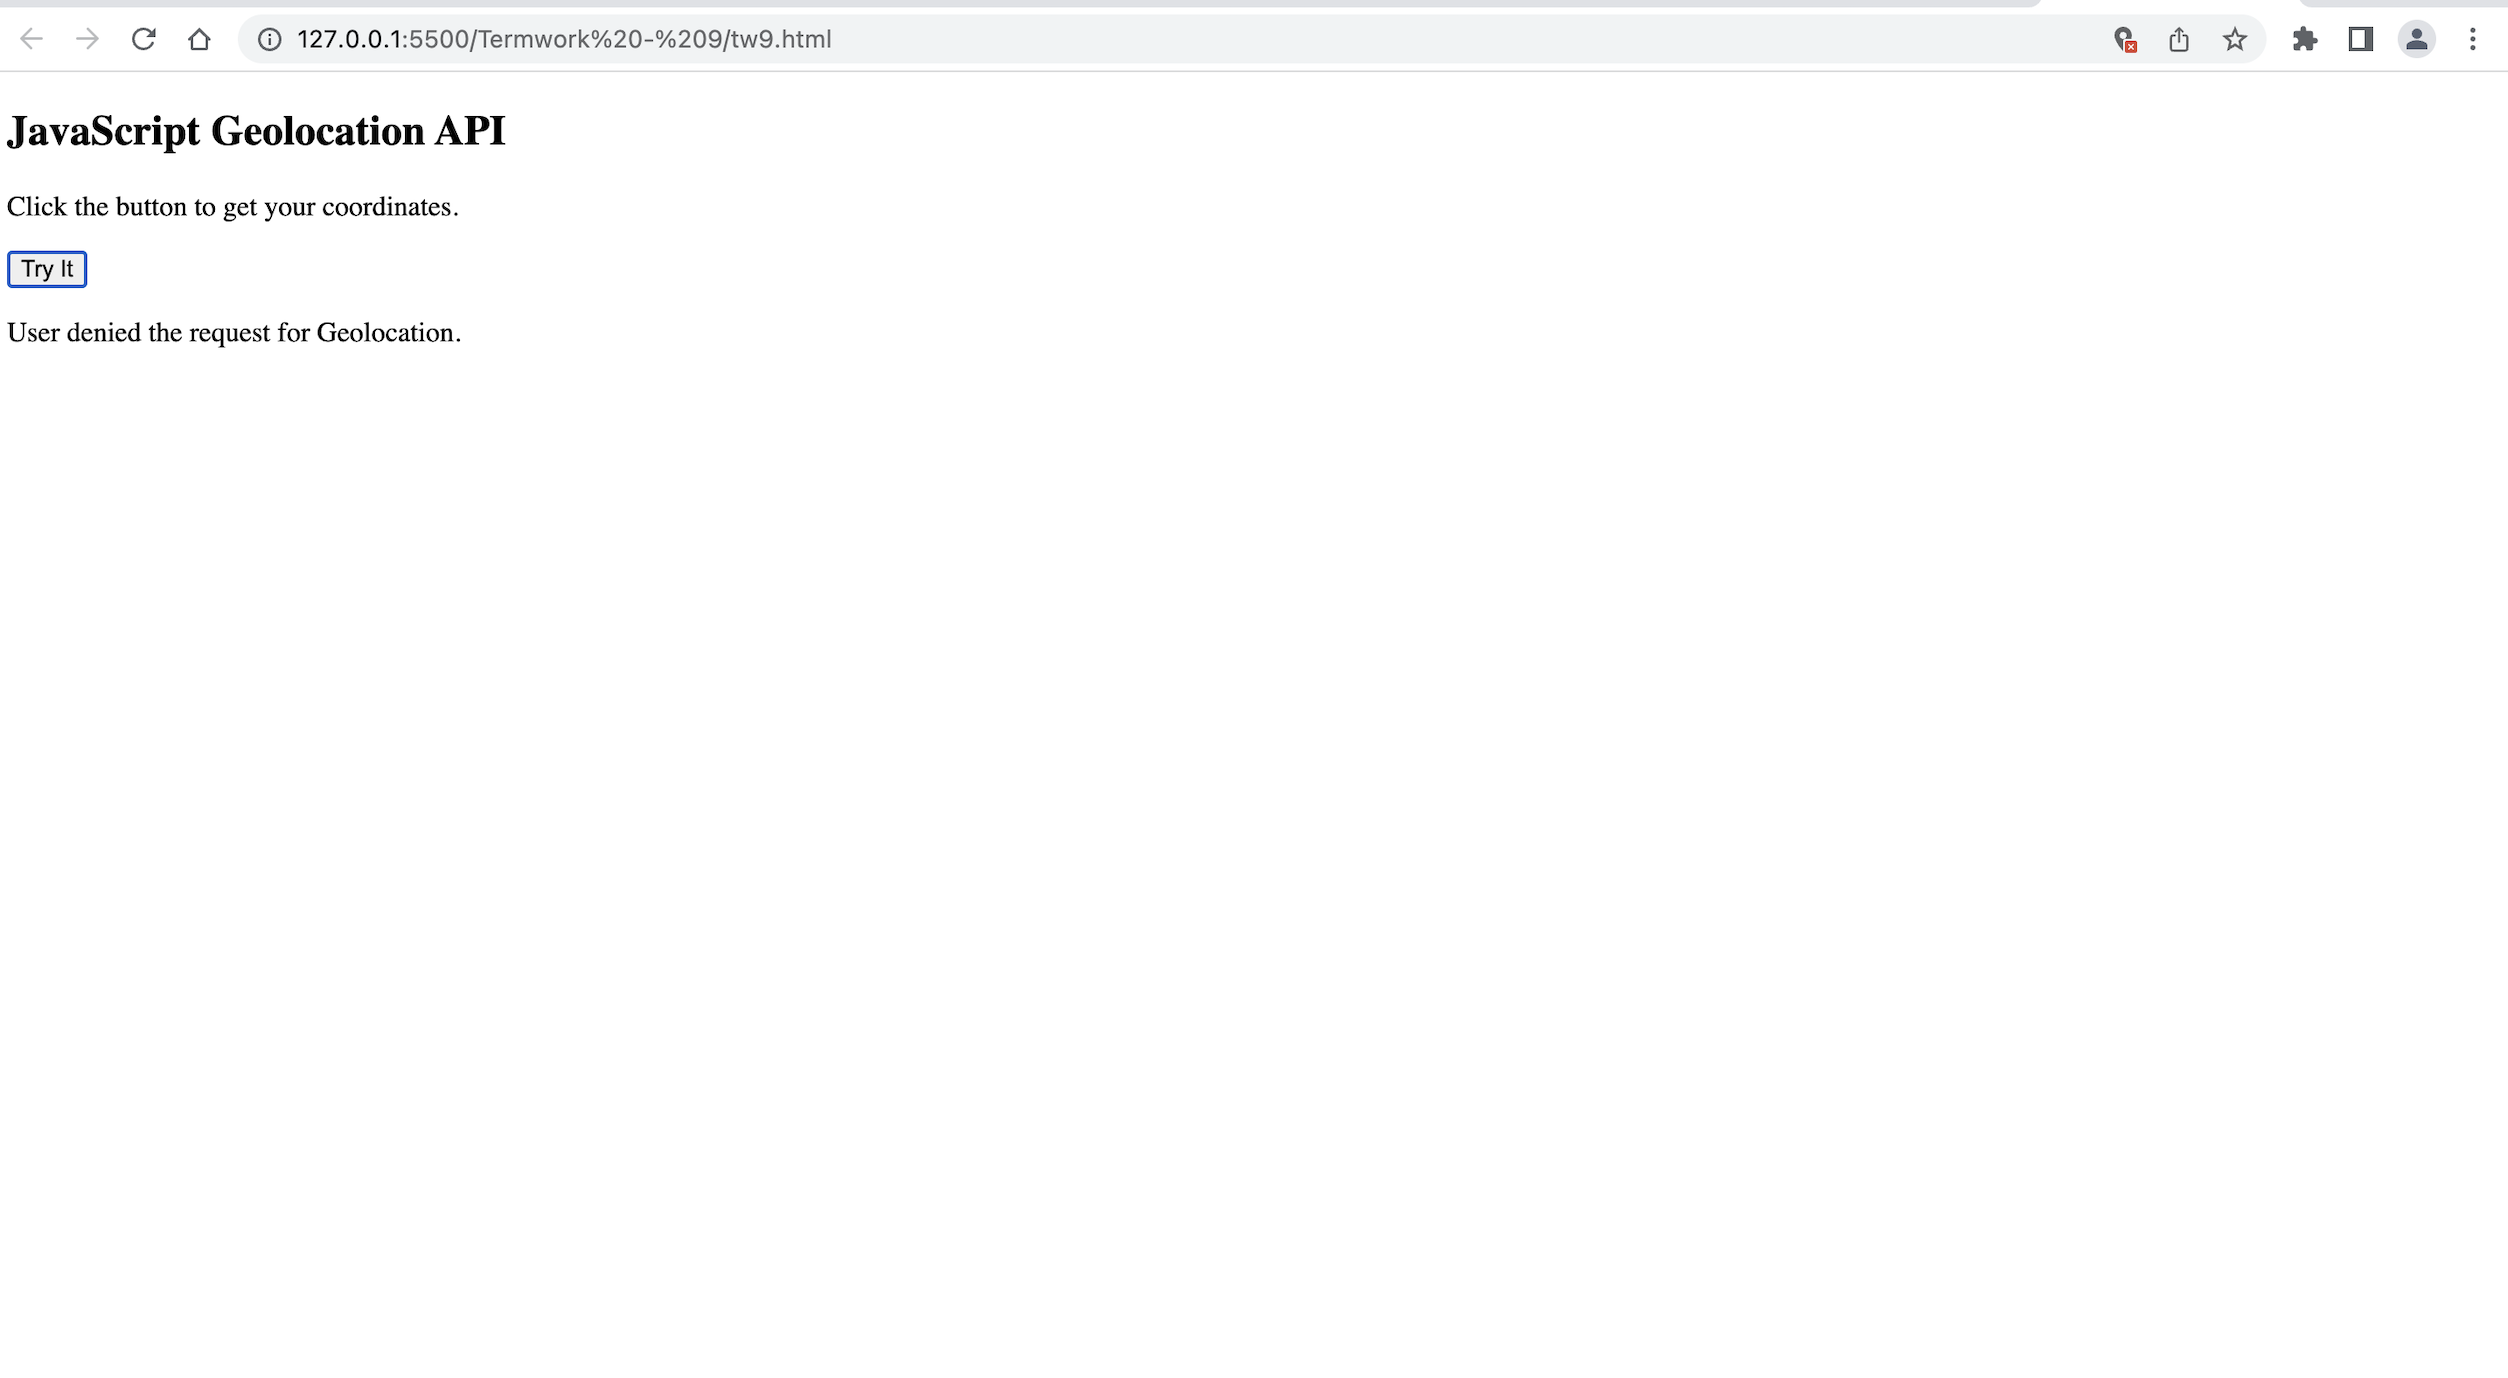 127.0.0.1:5500/Termwork%20-%209/tw9.html
JavaScript Geolocation API
Click the button to get your coordinates.
Try It
User denied the request for Geolocation.